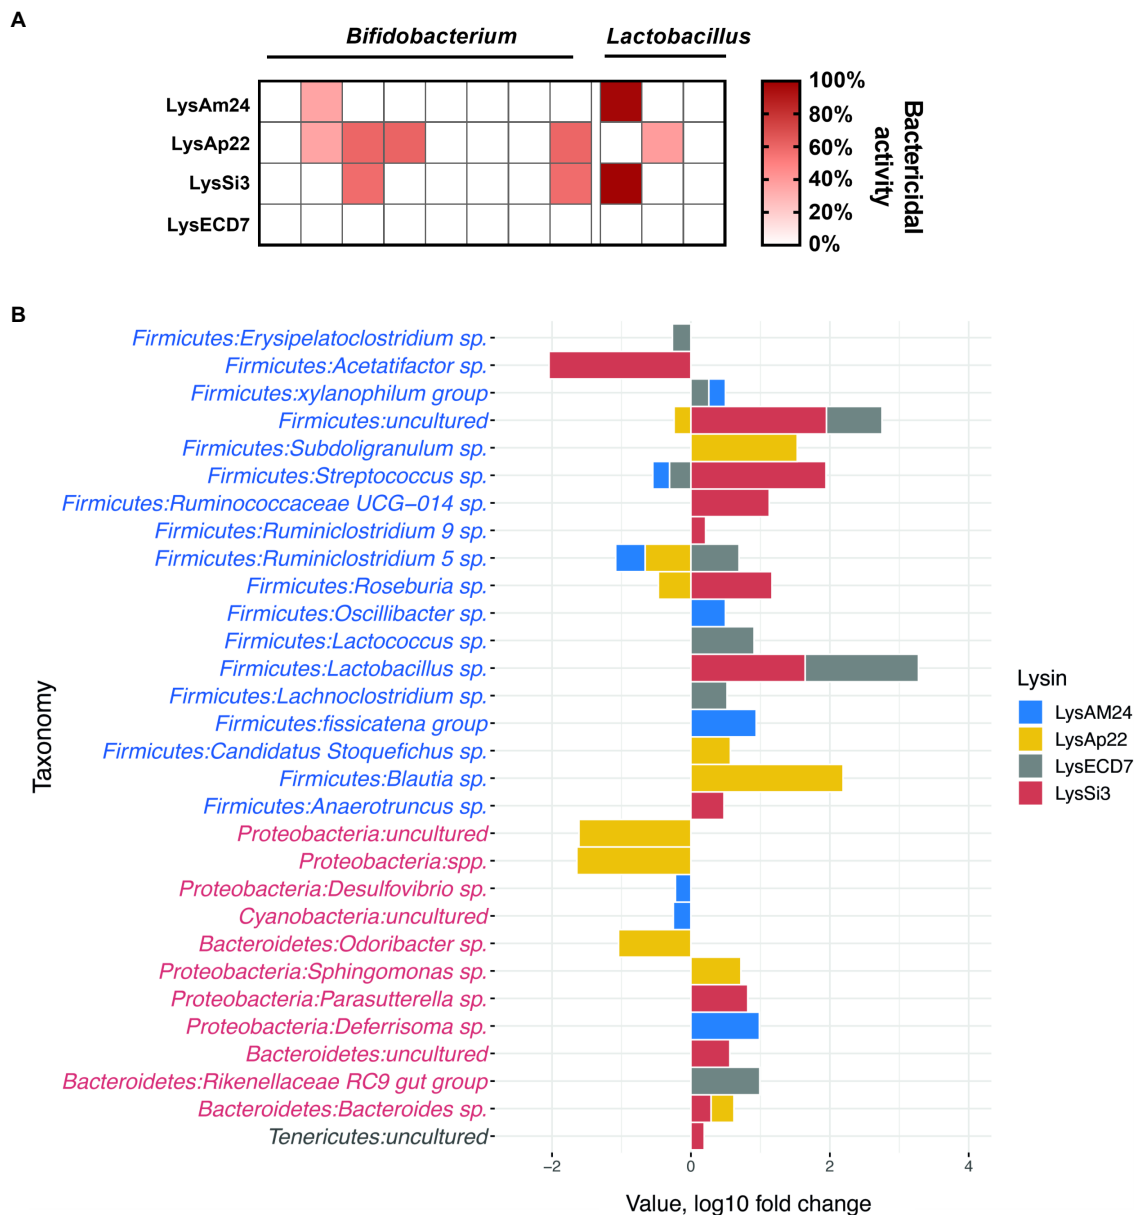 A
Bifidobacterium
Lactobacillus
LysAm24
LysAp22
LysSi3
LysECD7
100%
80%
60%
40%
20%
0%
Bactericidal
activity
B
Taxonomy
Firmicutes:Erysipelatoclostridium sp.
Firmicutes:Acetatifactor sp.
Firmicutes:xylanophilum group
Firmicutes:uncultured
Firmicutes:Subdoligranulum sp.
Firmicutes:Streptococcus sp.
Firmicutes:Ruminococcaceae UCG−014 sp.
Firmicutes:Ruminiclostridium 9 sp.
Firmicutes:Ruminiclostridium 5 sp.
Firmicutes:Roseburia sp.
Firmicutes:Oscillibacter sp.
Firmicutes:Lactococcus sp.
Firmicutes:Lactobacillus sp.
Firmicutes:Lachnoclostridium sp.
Firmicutes:fissicatena group
Firmicutes:Candidatus Stoquefichus sp.
Firmicutes:Blautia sp.
Firmicutes:Anaerotruncus sp.
Proteobacteria:uncultured
Proteobacteria:spp.
Proteobacteria:Desulfovibrio sp.
Cyanobacteria:uncultured
Bacteroidetes:Odoribacter sp.
Proteobacteria:Sphingomonas sp.
Proteobacteria:Parasutterella sp.
Proteobacteria:Deferrisoma sp.
Bacteroidetes:uncultured
Bacteroidetes:Rikenellaceae RC9 gut group
Bacteroidetes:Bacteroides sp.
Tenericutes:uncultured
−2 0 2 4
Value, log10 fold change
Lysin
LysAM24
LysAp22
LysECD7
LysSi3